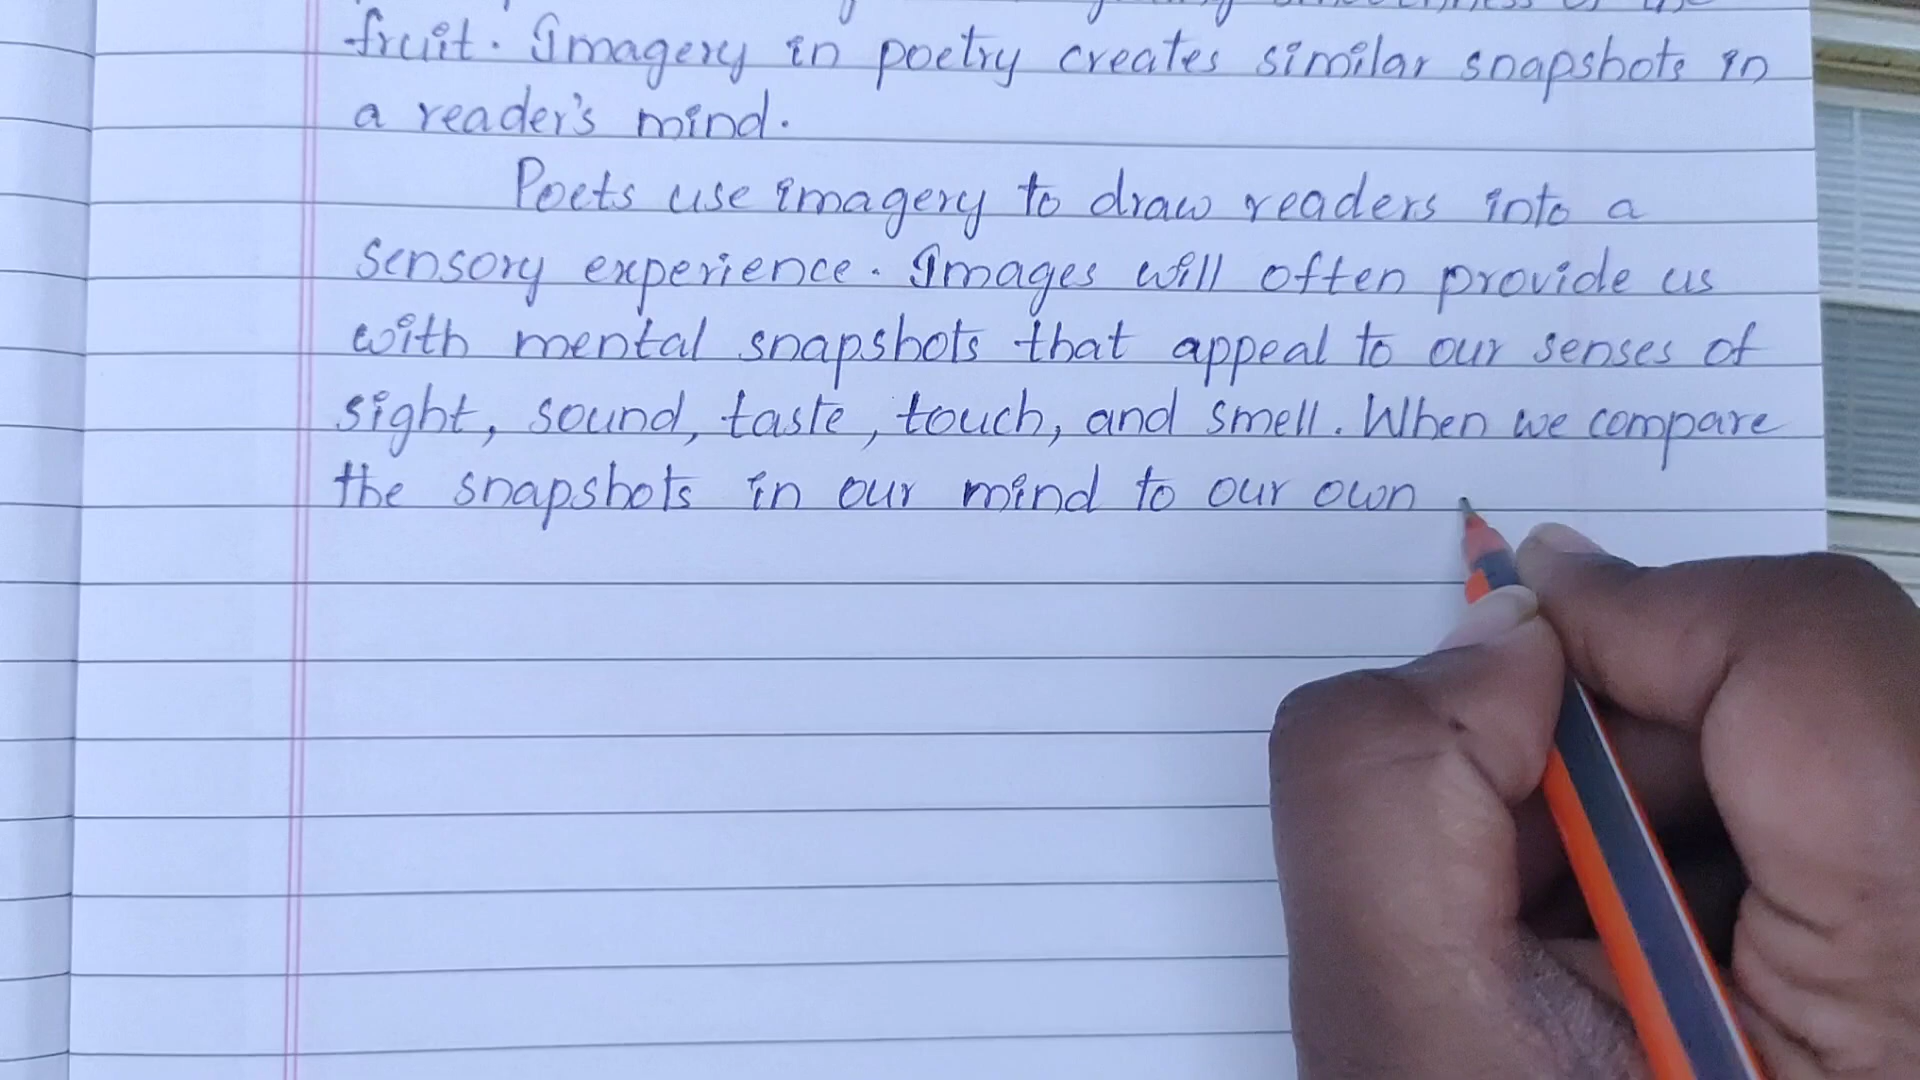 of the
fruit. Imagery in poetry creates similar snapshots in
a reader's mind.
Poets use imagery to draw readers into a
sensory experience. Images will often provide us
with mental snapshots that appeal to our senses of
sight, sound, taste, touch, and smell. When we compare
the snapshots in our mind to our own